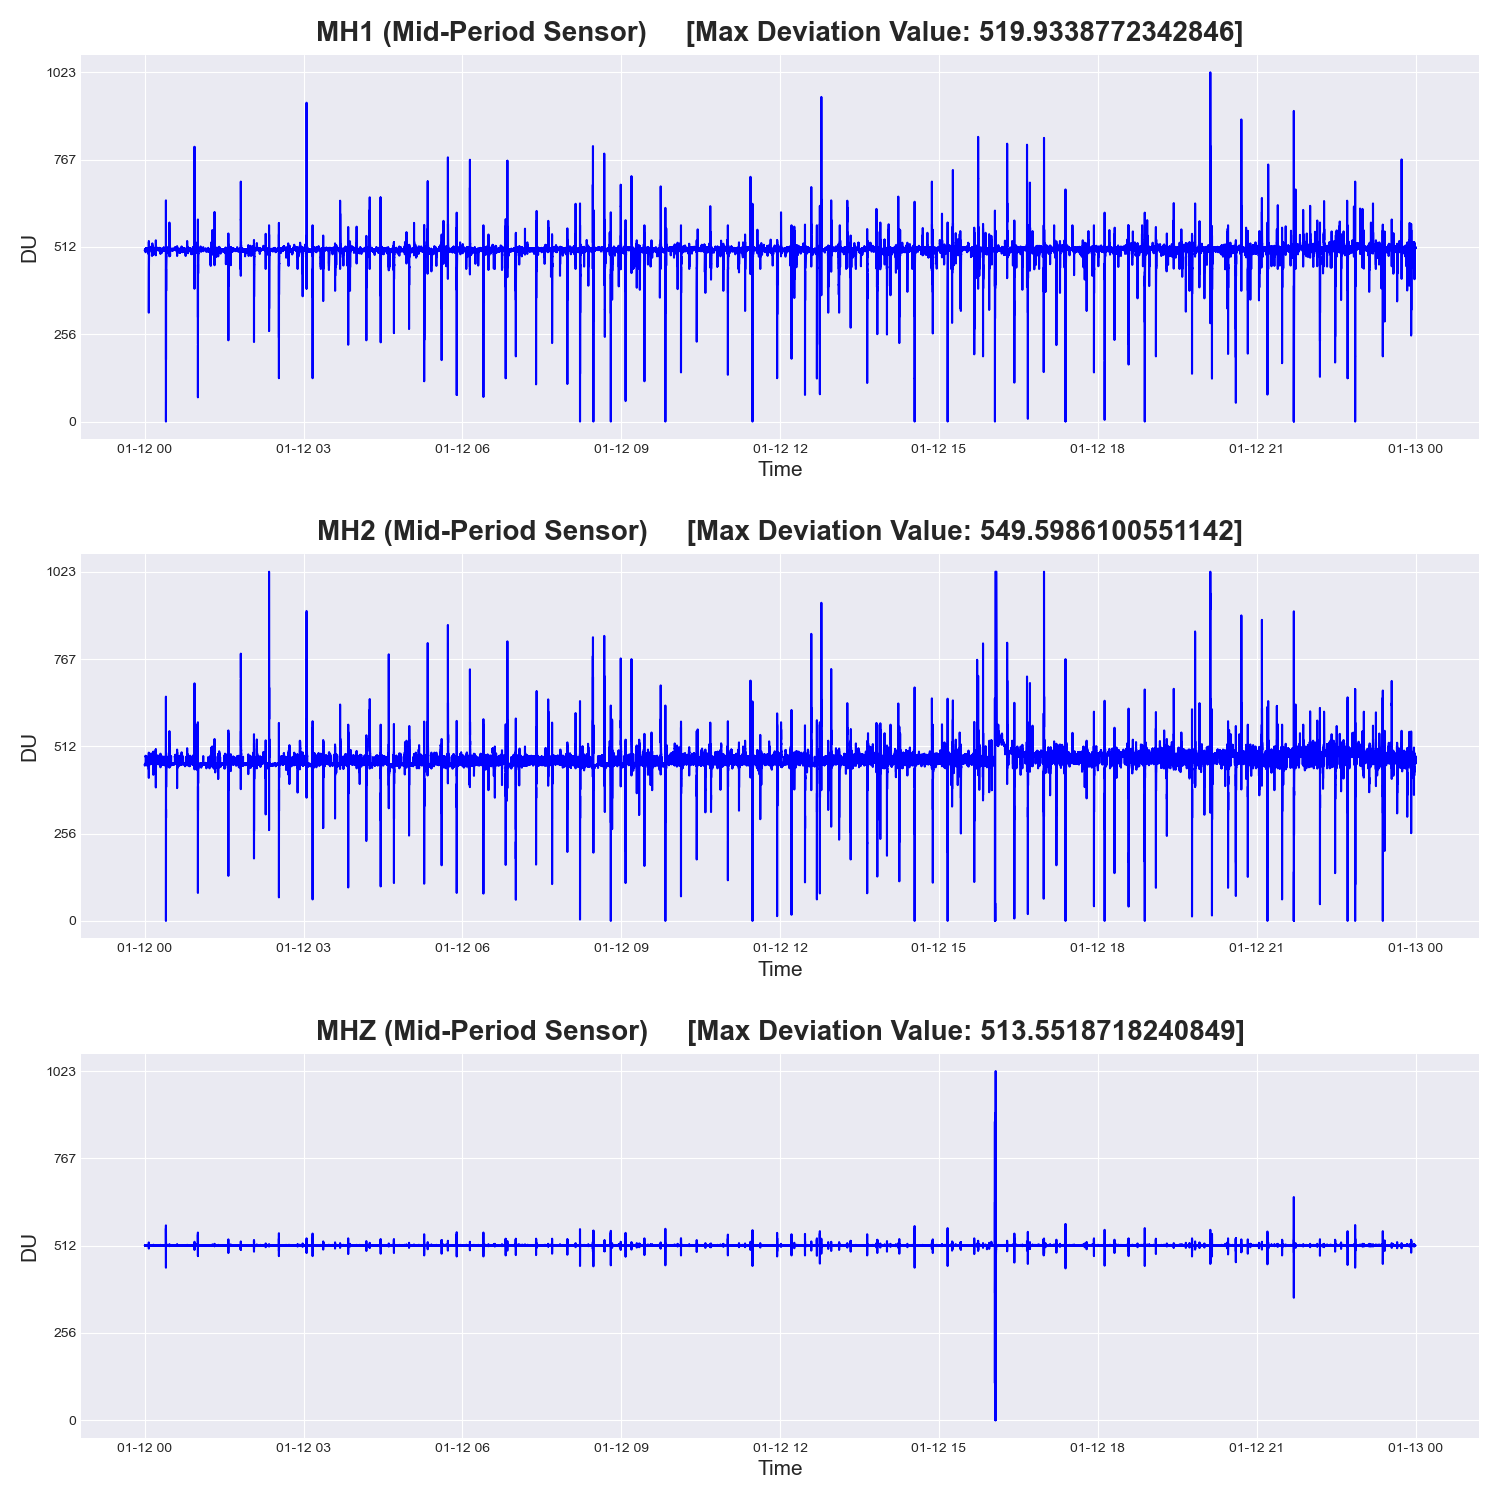 MH1 (Mid-Period Sensor) [Max Deviation Value: 519.9338772342846]
1023
767
512
256
0
DU
01-12 00 01-12 03 01-12 06 01-12 09 01-12 12 01-12 15 01-12 18 01-12 21 01-13 00
Time
MH2 (Mid-Period Sensor) [Max Deviation Value: 549.5986100551142]
1023
767
512
256
0
DU
01-12 00 01-12 03 01-12 06 01-12 09 01-12 12 01-12 15 01-12 18 01-12 21 01-13 00
Time
MHZ (Mid-Period Sensor) [Max Deviation Value: 513.5518718240849]
1023
767
512
256
0
DU
01-12 00 01-12 03 01-12 06 01-12 09 01-12 12 01-12 15 01-12 18 01-12 21 01-13 00
Time